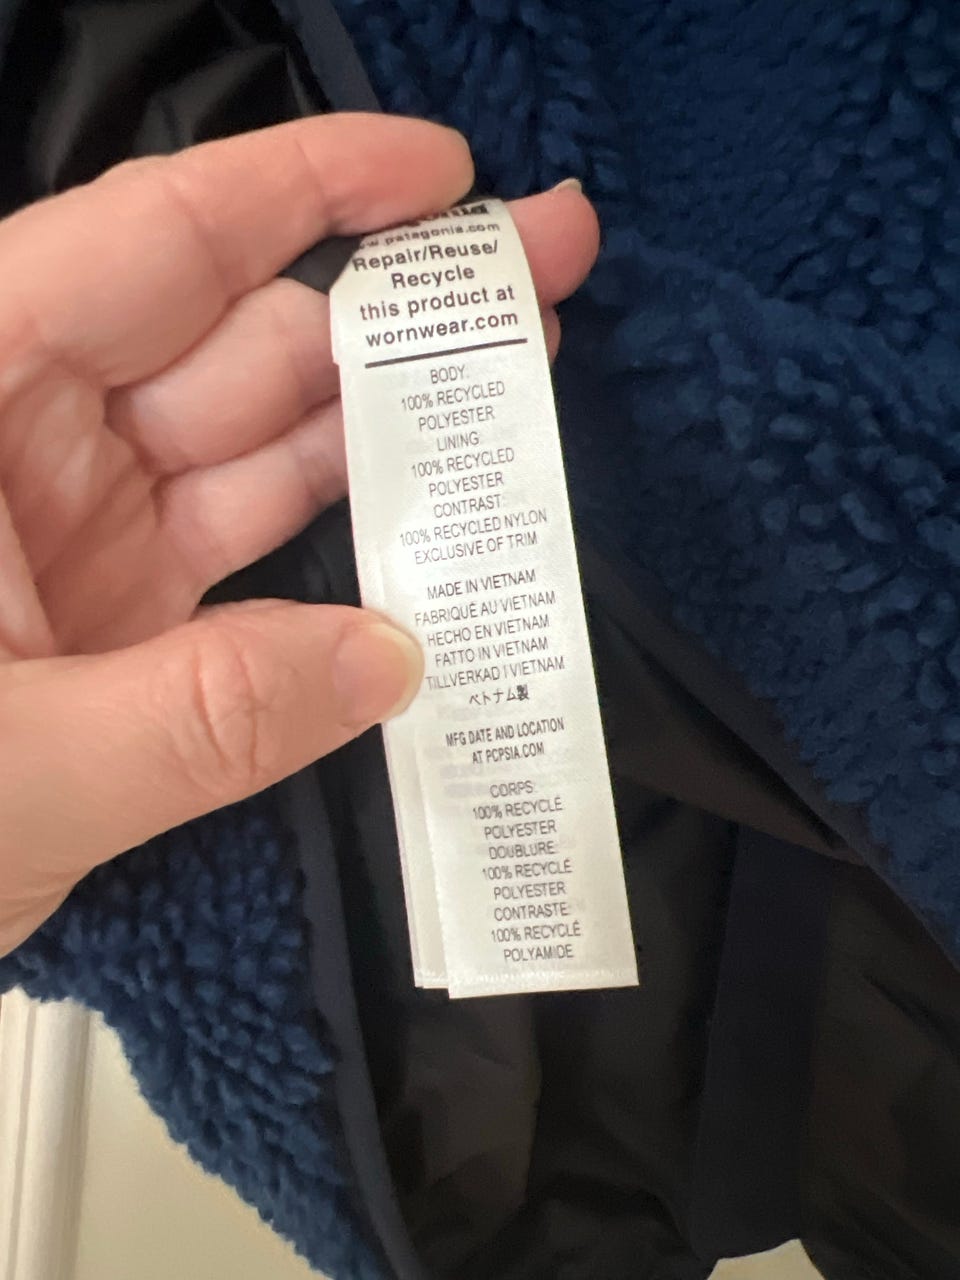 www.patagonia.com
Repair/Reuse/
Recycle
this product at
wornwear.com
BODY:
100% RECYCLED
POLYESTER
LINING:
100% RECYCLED
POLYESTER
CONTRAST:
100% RECYCLED NYLON
EXCLUSIVE OF TRIM
MADE IN VIETNAM
FABRIQUÉ AU VIETNAM
HECHO EN VIETNAM
FATTO IN VIETNAM
TILLVERKAD I VIETNAM
ベトナム製
MFG DATE AND LOCATION
AT PCPSIA.COM
CORPS:
100% RECYCLÉ
POLYESTER
DOUBLURE:
100% RECYCLÉ
POLYESTER
CONTRASTE:
100% RECYCLÉ
POLYAMIDE